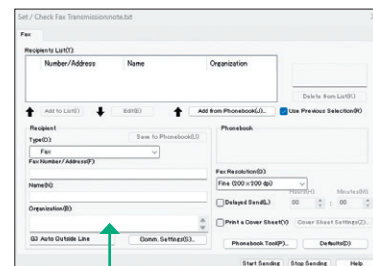 Set / Check Fax Transmissionsnote.txt
Fax
Recipients List(T):
Number/Address Name Organization
Delete from List(K)
Add to List(I) Edit(E) Add from Phonebook(J)... Use Previous Selection(R)
Recipient Phonebook
Type(O): Save to Phonebook(L)
Fax
Fax Number/Address(F):
Fax Resolution(O):
Fine (200 x 200 dpi)
Name(N):
Hours(H) Minutes(M)
Delayed Send(L) 00 : 00
Organization(B):
Print a Cover Sheet(Y) Cover Sheet Settings(Z)...
G3 Auto Outside Line Comm. Settings(S)... Phonebook Tool(P)... Defaults(D)
Start Sending Stop Sending Help